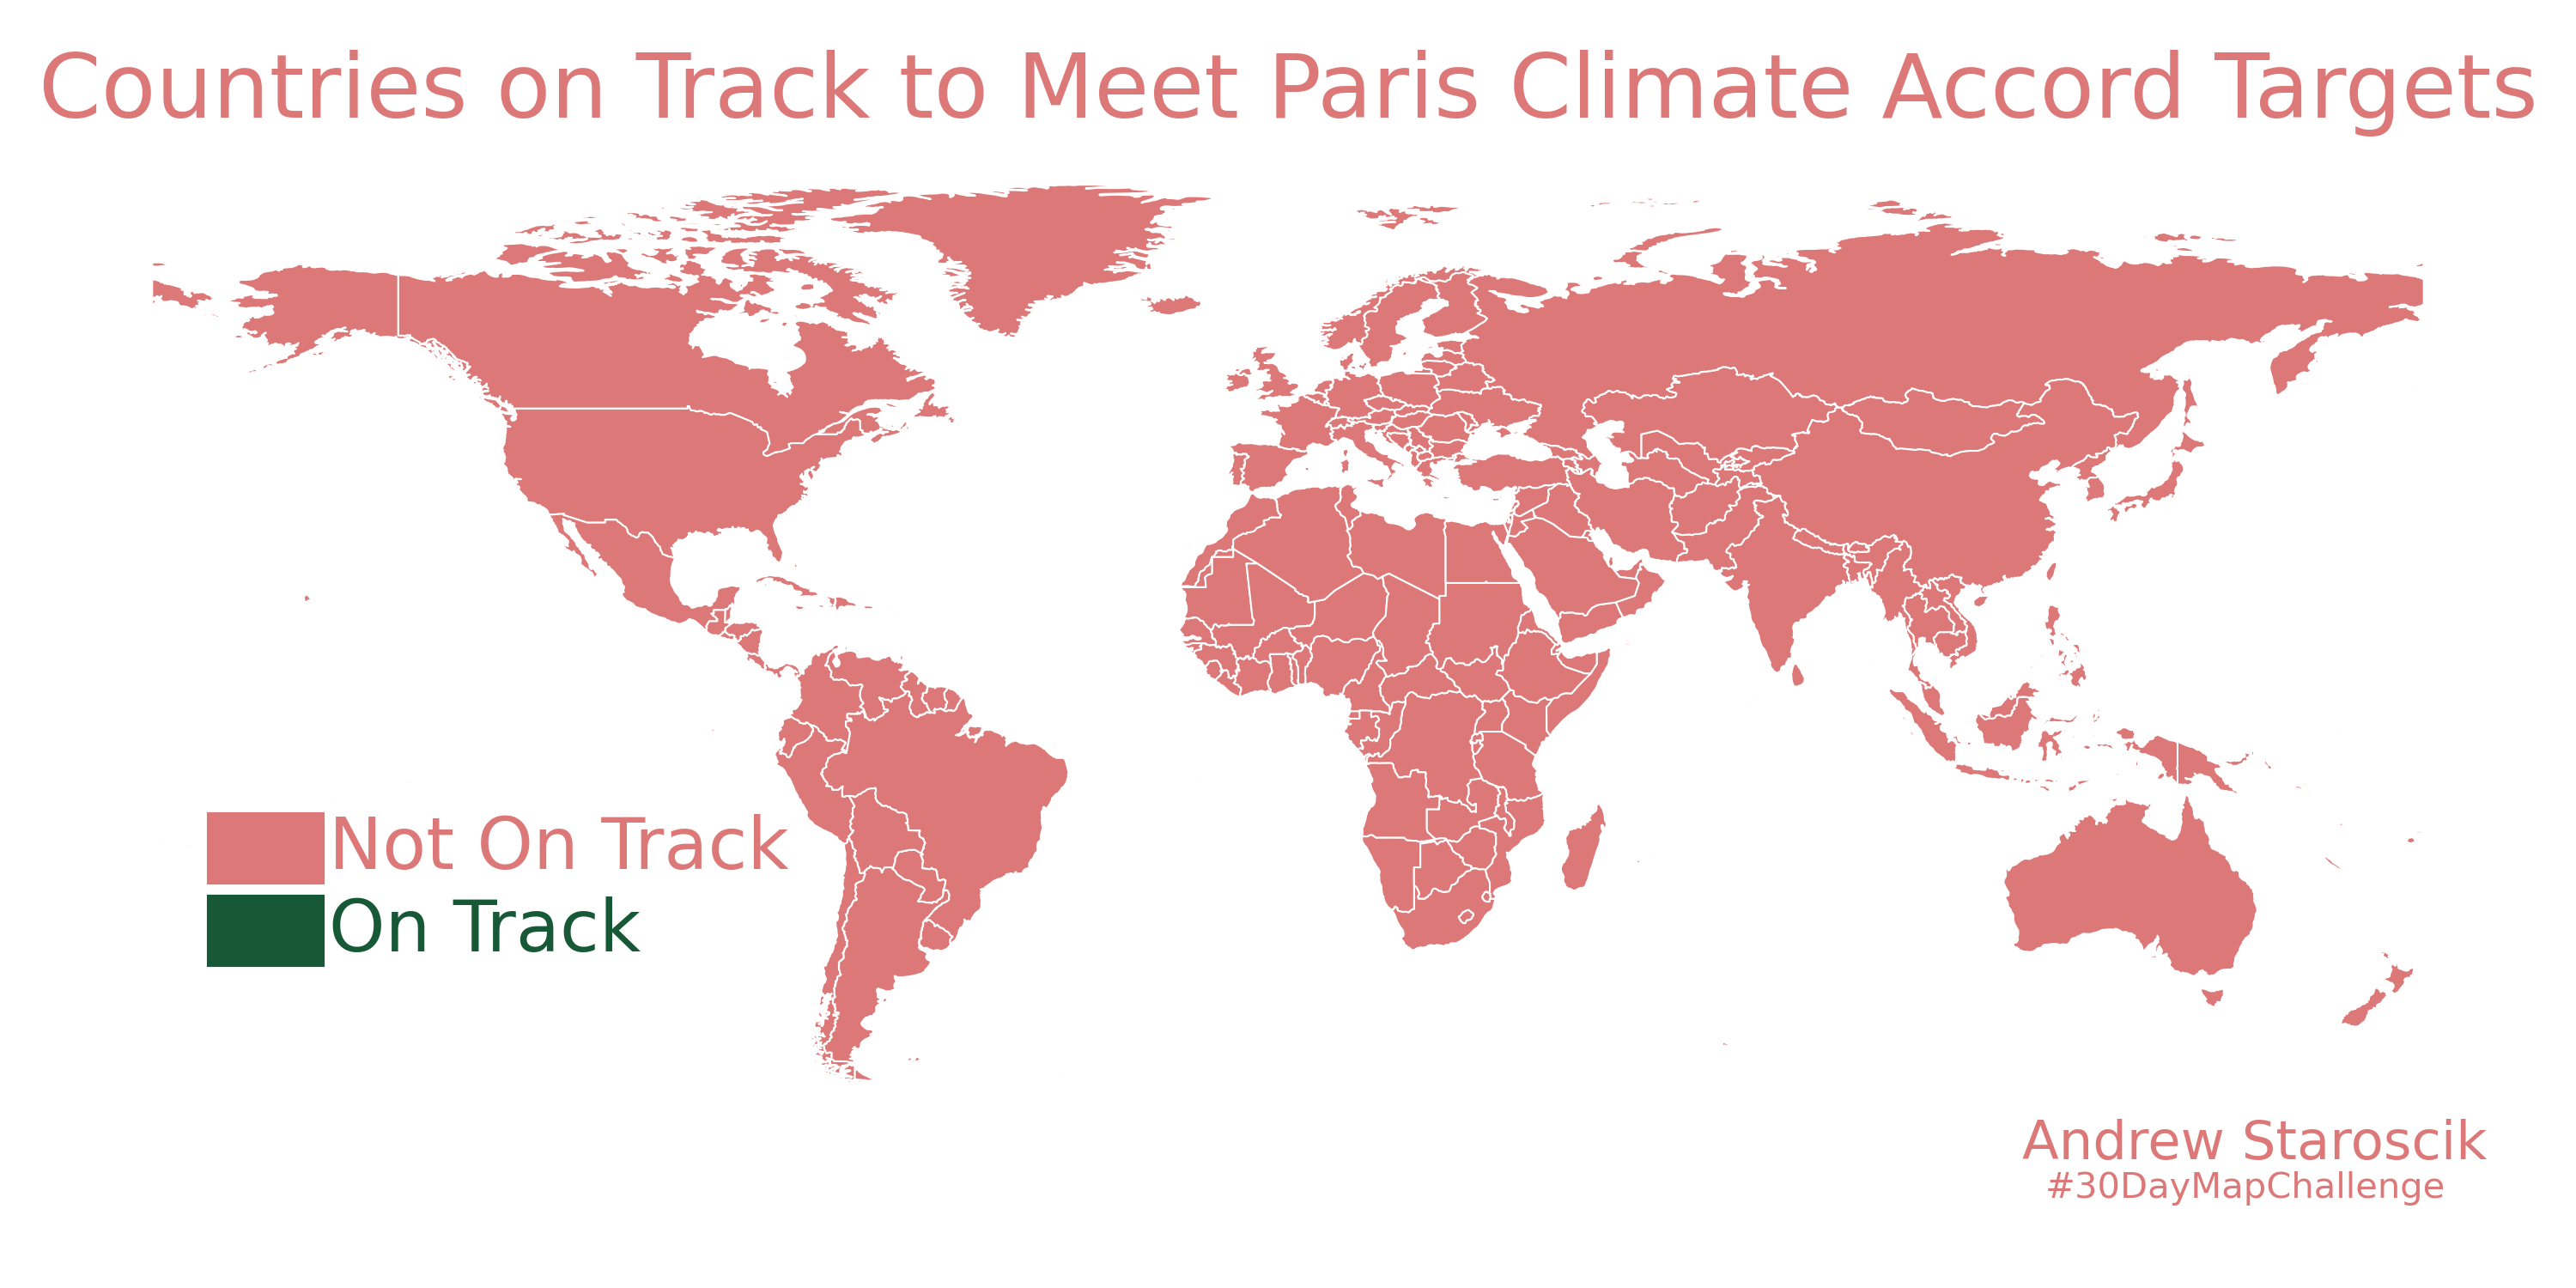 Countries on Track to Meet Paris Climate Accord Targets
Not On Track
On Track
Andrew Staroscik
#30DayMapChallenge